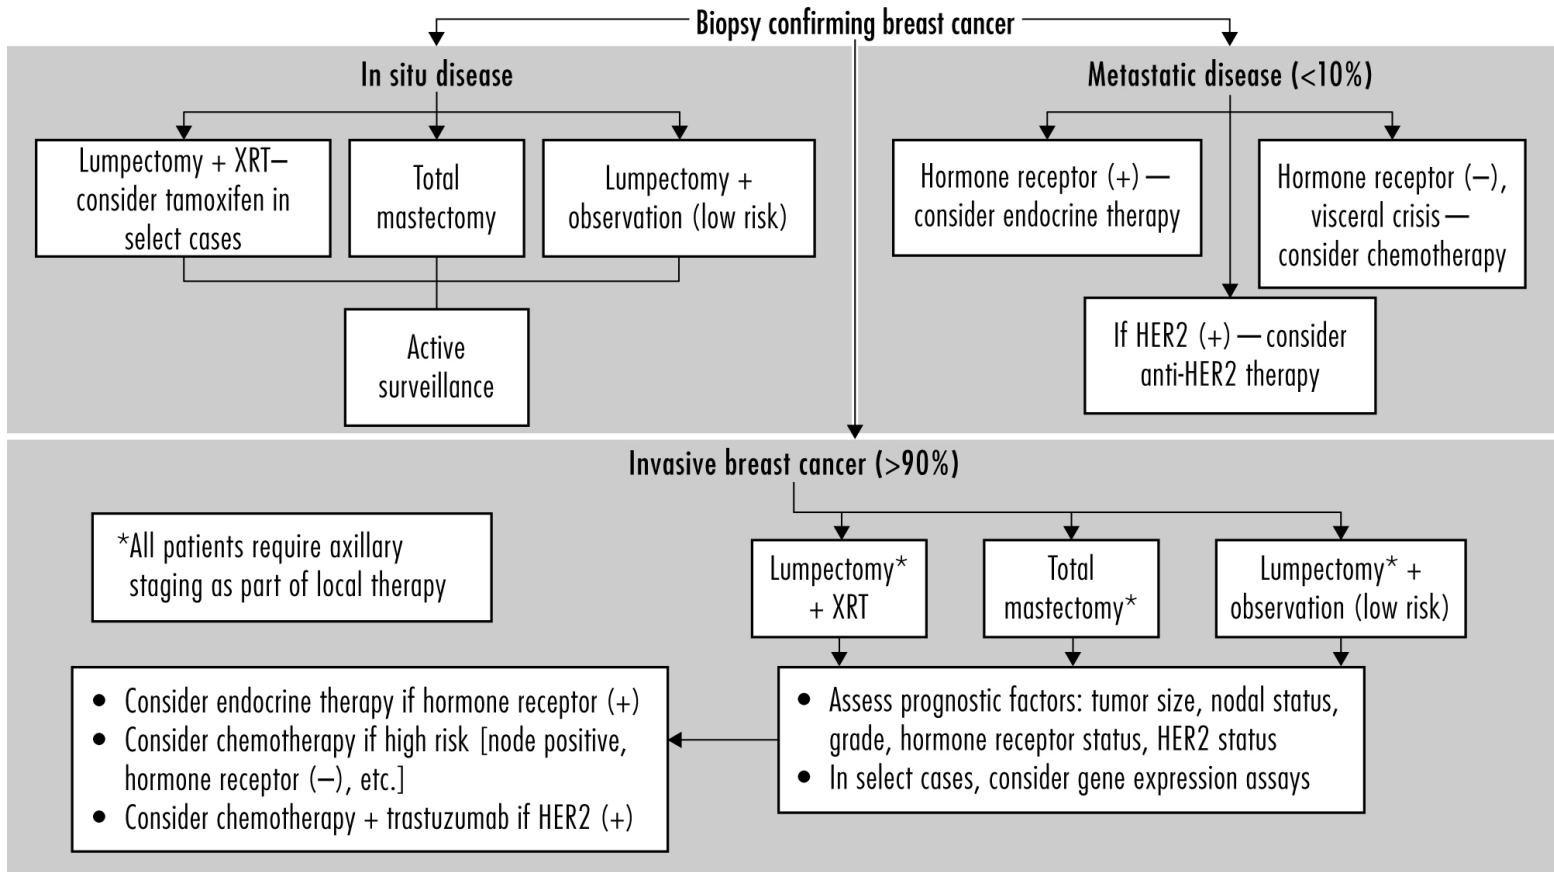 Biopsy confirming breast cancer
In situ disease
Lumpectomy + XRT–
consider tamoxifen in
select cases
Total
mastectomy
Lumpectomy +
observation (low risk)
Active
surveillance
Metastatic disease (<10%)
Hormone receptor (+) —
consider endocrine therapy
Hormone receptor (–),
visceral crisis —
consider chemotherapy
If HER2 (+) — consider
anti-HER2 therapy
Invasive breast cancer (>90%)
*All patients require axillary
staging as part of local therapy
Lumpectomy*
+ XRT
Total
mastectomy*
Lumpectomy* +
observation (low risk)
• Assess prognostic factors: tumor size, nodal status,
grade, hormone receptor status, HER2 status
• In select cases, consider gene expression assays
• Consider endocrine therapy if hormone receptor (+)
• Consider chemotherapy if high risk [node positive,
hormone receptor (–), etc.]
• Consider chemotherapy + trastuzumab if HER2 (+)